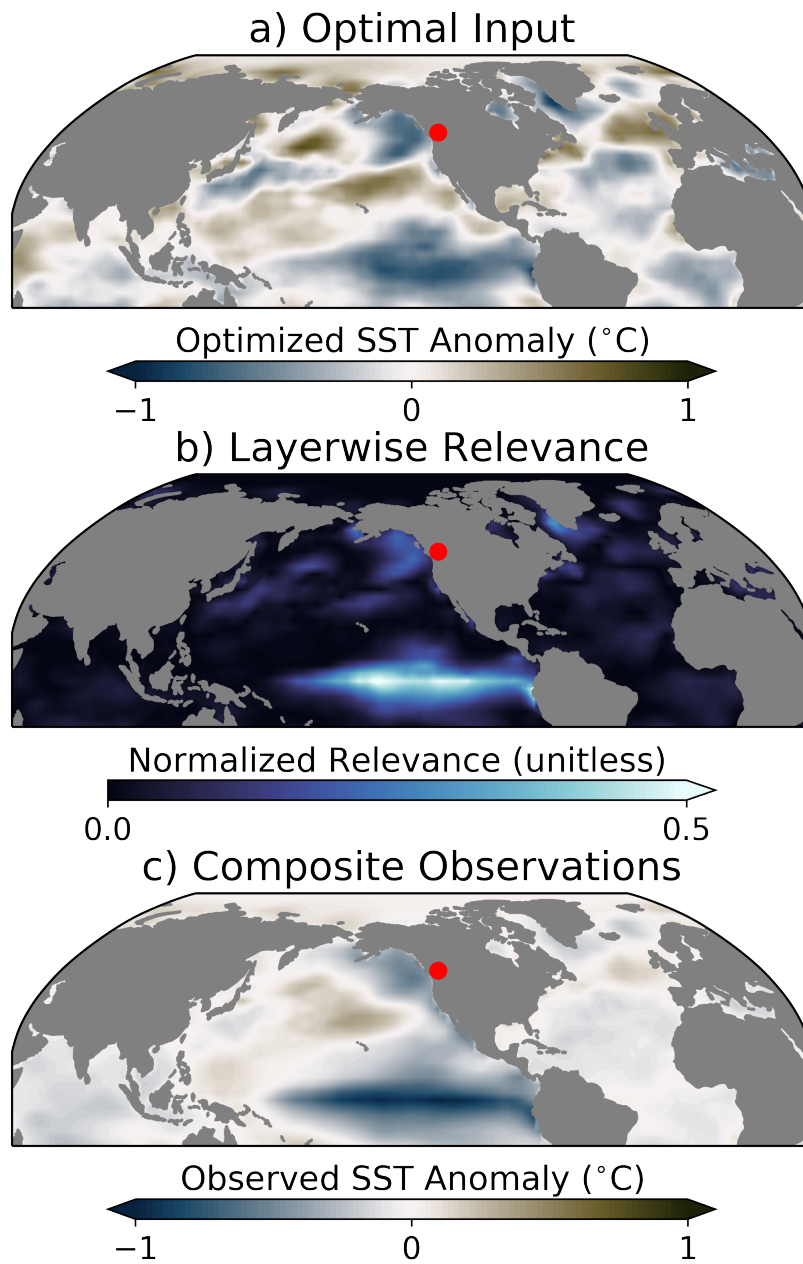 a) Optimal Input
Optimized SST Anomaly (°C)
−1 0 1
b) Layerwise Relevance
Normalized Relevance (unitless)
0.0 0.5
c) Composite Observations
Observed SST Anomaly (°C)
−1 0 1